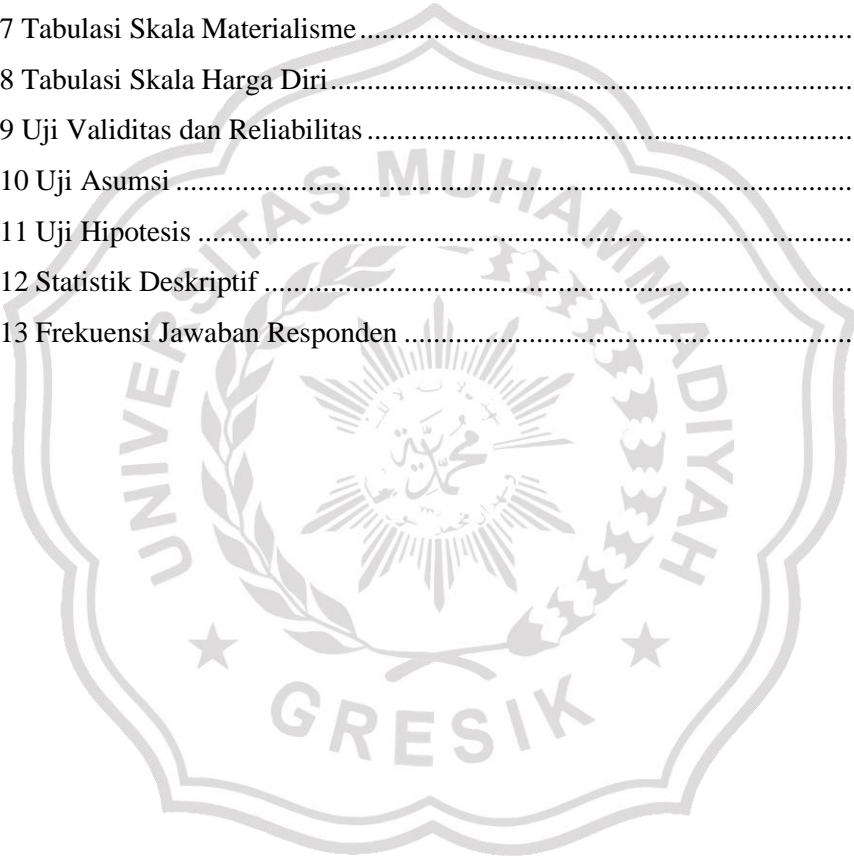 7 Tabulasi Skala Materialisme......................................................................
8 Tabulasi Skala Harga Diri..........................................................................
9 Uji Validitas dan Reliabilitas.....................................................................
10 Uji Asumsi..............................................................................................
11 Uji Hipotesis...........................................................................................
12 Statistik Deskriptif..................................................................................
13 Frekuensi Jawaban Responden................................................................
UNIVERSITAS MUHAMMADIYAH
GRESIK